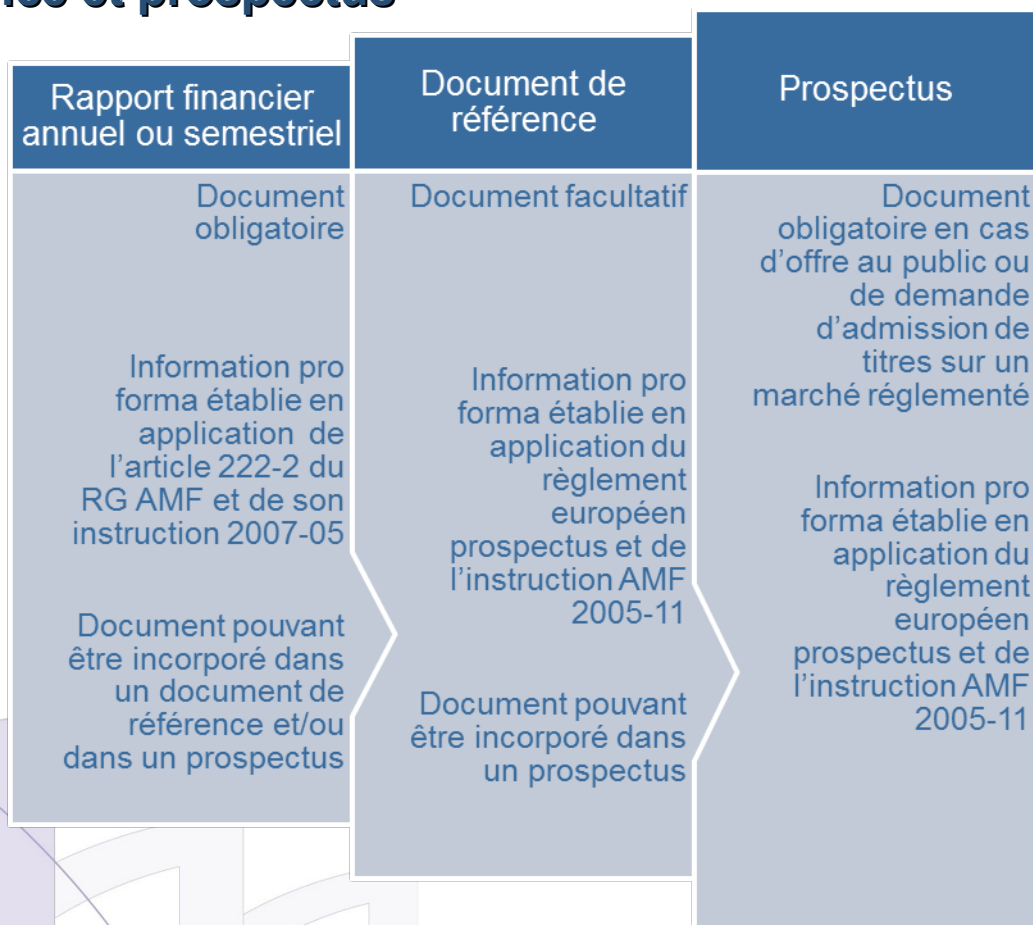 et prospectus
Rapport financier
annuel ou semestriel
Document
obligatoire
Information pro
forma établie en
application de
l'article 222-2 du
RG AMF et de son
instruction 2007-05
Document pouvant
être incorporé dans
un document de
référence et/ou
dans un prospectus
Document de
référence
Document facultatif
Information pro
forma établie en
application du
règlement
européen
prospectus et de
l'instruction AMF
2005-11
Document pouvant
être incorporé dans
un prospectus
Prospectus
Document
obligatoire en cas
d'offre au public ou
de demande
d'admission de
titres sur un
marché réglementé
Information pro
forma établie en
application du
règlement
européen
prospectus et de
l'instruction AMF
2005-11